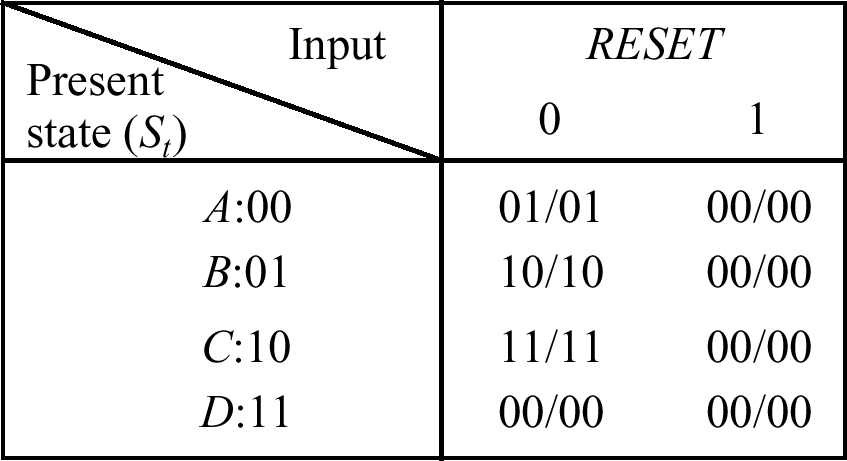 Input RESET
Present
state (St) 0 1
A:00 01/01 00/00
B:01 10/10 00/00
C:10 11/11 00/00
D:11 00/00 00/00